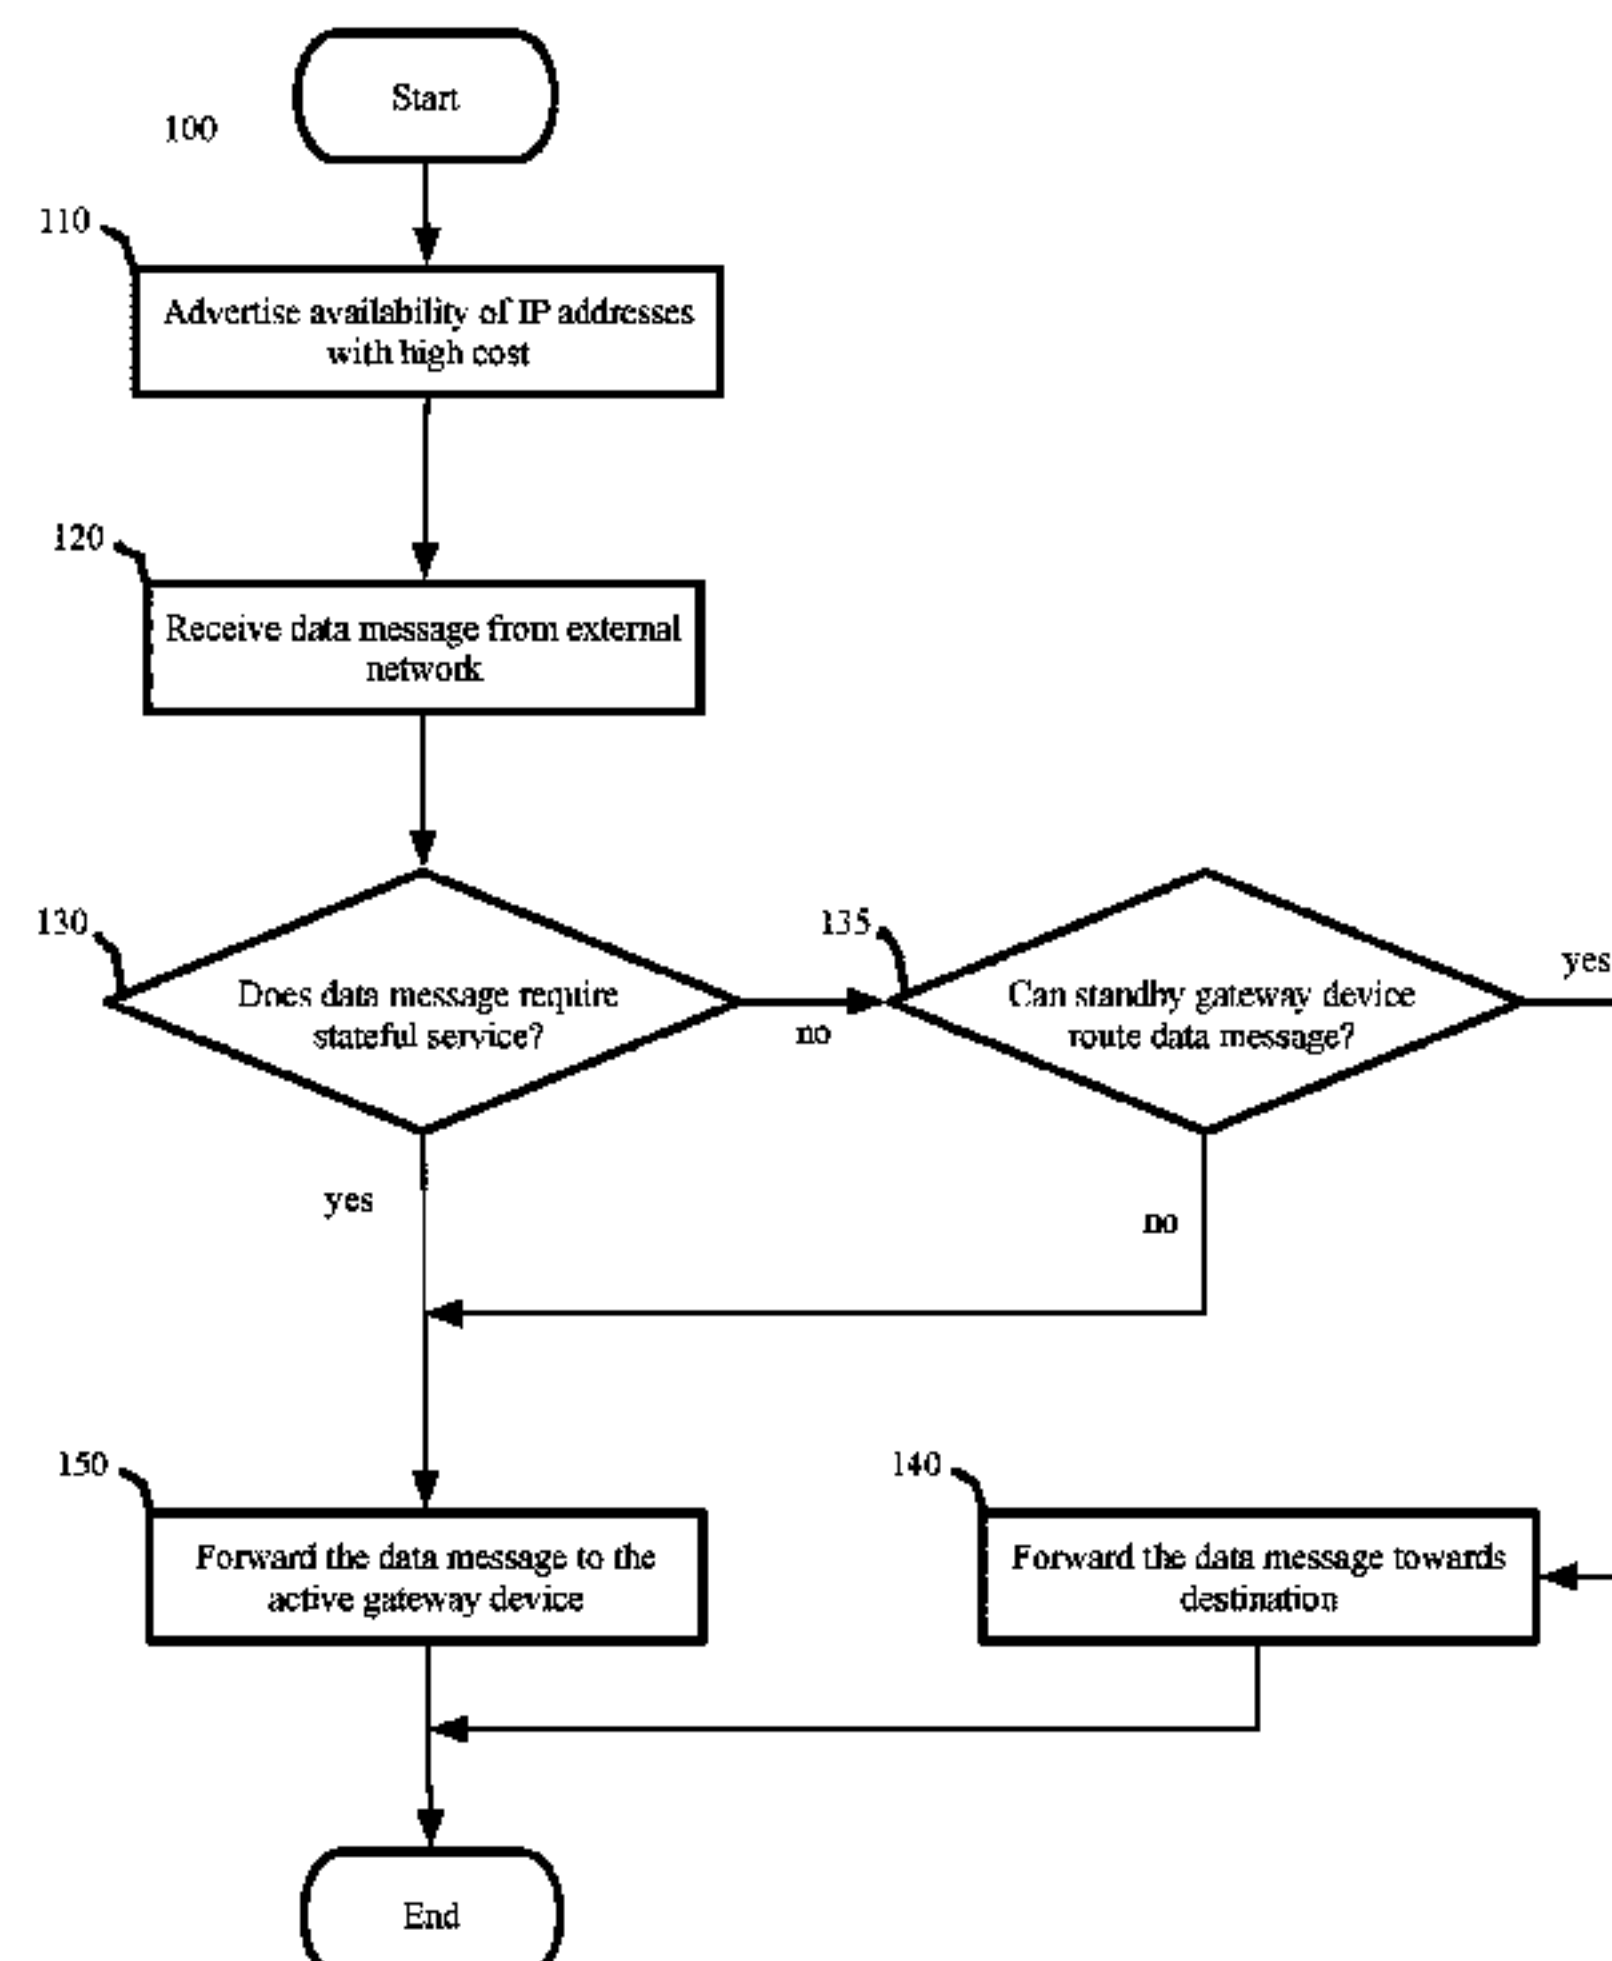 Start
100
110
Advertise availability of IP addresses
with high cost
120
Receive data message from external
network
130
Does data message require
stateful service?
no
135
Can standby gateway device
route data message?
yes
yes
no
150
Forward the data message to the
active gateway device
140
Forward the data message towards
destination
End